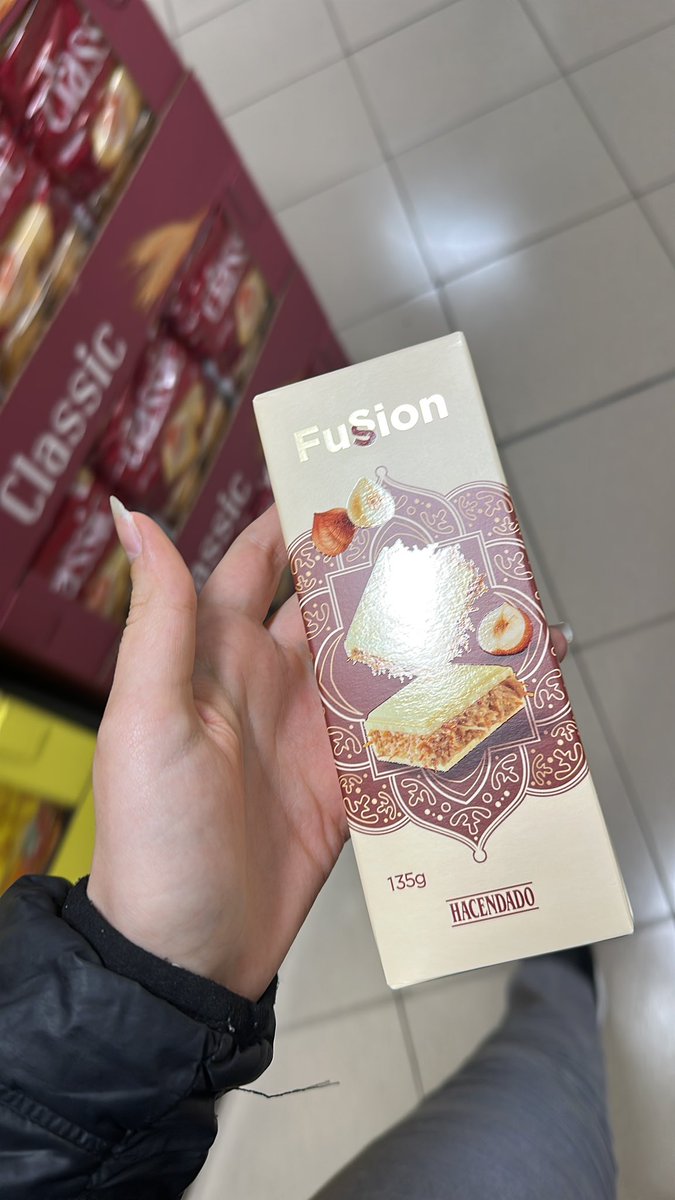 FuSion
135g
HACENDADO
Classic